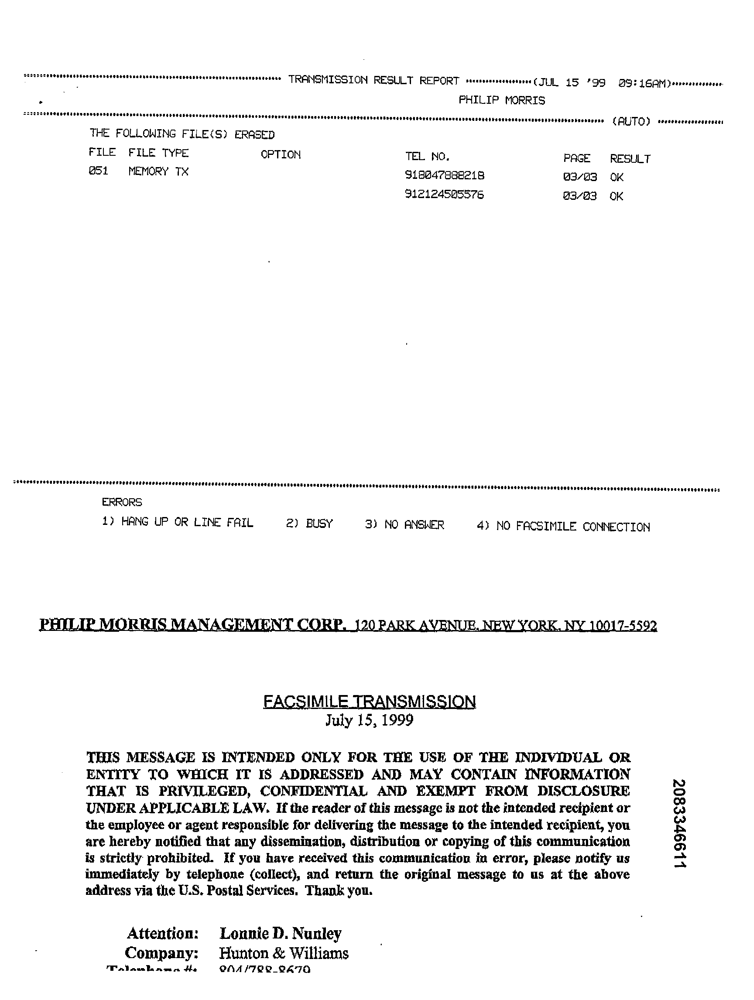 TRANSMISSION RESULT REPORT (JUL 15 '99 09:16AM)
PHILIP MORRIS
(AUTO)
THE FOLLOWING FILE(S) ERASED
FILE FILE TYPE OPTION TEL NO. PAGE RESULT
051 MEMORY TX 918047888218 03/03 OK
912124505576 03/03 OK
ERRORS
1) HANG UP OR LINE FAIL 2) BUSY 3) NO ANSWER 4) NO FACSIMILE CONNECTION
PHILIP MORRIS MANAGEMENT CORP. 120 PARK AVENUE, NEW YORK, NY 10017-5592
FACSIMILE TRANSMISSION
July 15, 1999
THIS MESSAGE IS INTENDED ONLY FOR THE USE OF THE INDIVIDUAL OR
ENTITY TO WHICH IT IS ADDRESSED AND MAY CONTAIN INFORMATION
THAT IS PRIVILEGED, CONFIDENTIAL AND EXEMPT FROM DISCLOSURE
UNDER APPLICABLE LAW. If the reader of this message is not the intended recipient or
the employee or agent responsible for delivering the message to the intended recipient, you
are hereby notified that any dissemination, distribution or copying of this communication
is strictly prohibited. If you have received this communication in error, please notify us
immediately by telephone (collect), and return the original message to us at the above
address via the U.S. Postal Services. Thank you.
2083346611
Attention: Lonnie D. Nunley
Company: Hunton & Williams
Telephone #: 804/788-8679